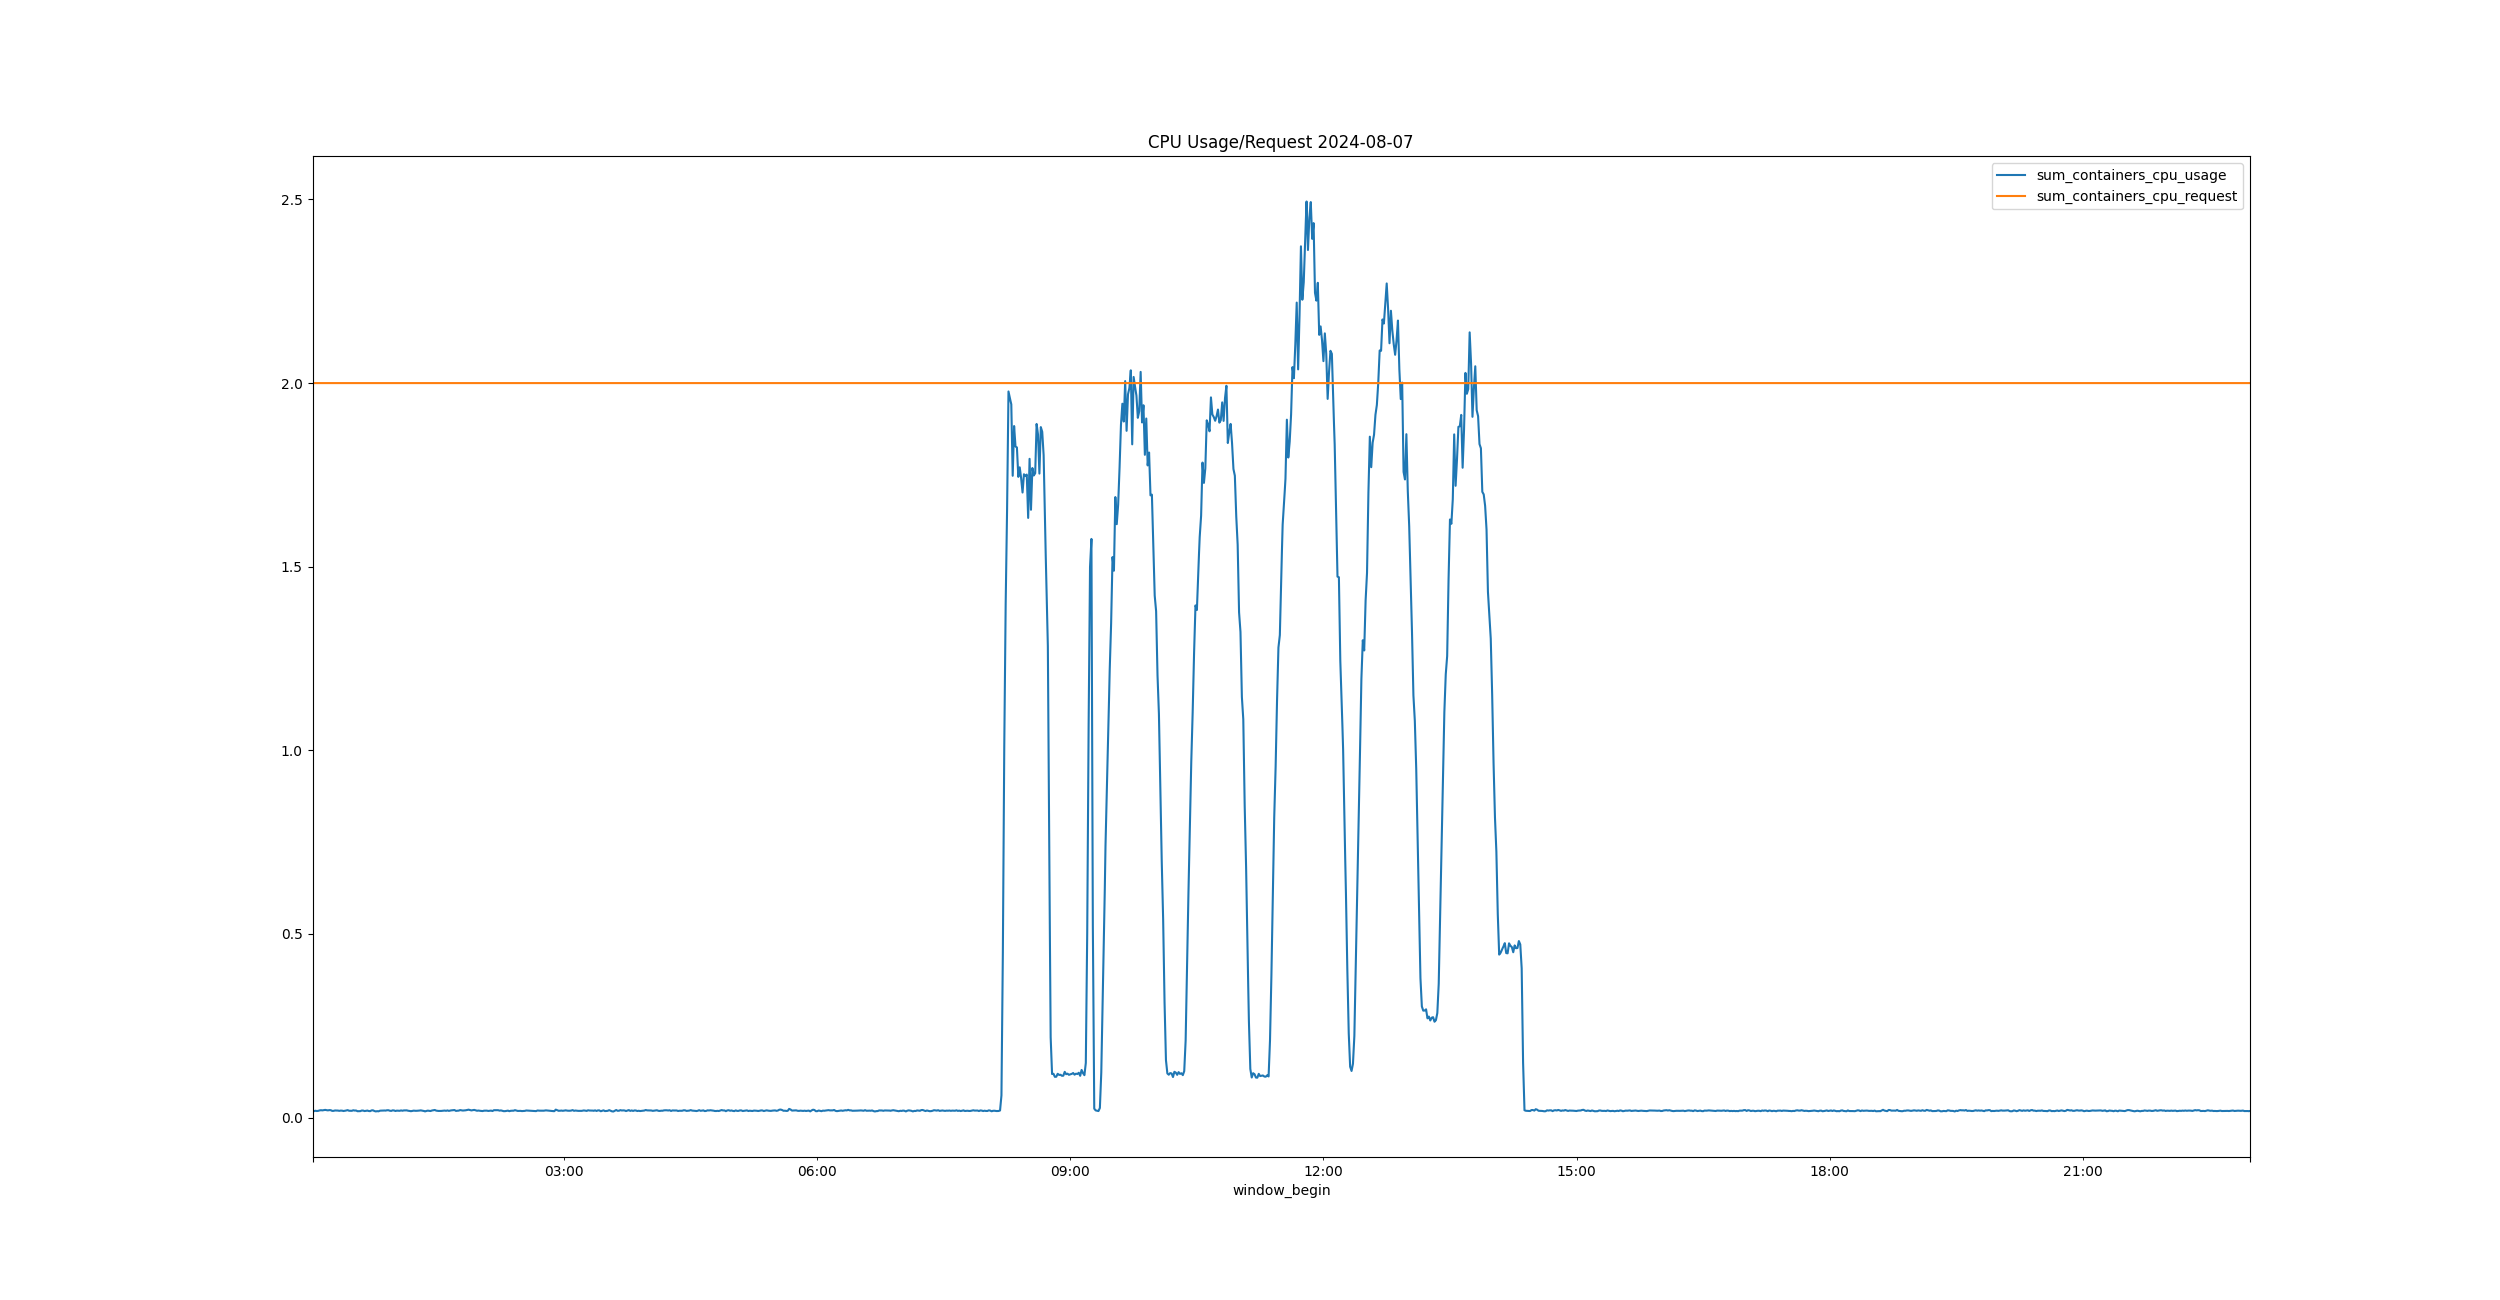 CPU Usage/Request 2024-08-07
sum_containers_cpu_usage
sum_containers_cpu_request
2.5
2.0
1.5
1.0
0.5
0.0
03:00 06:00 09:00 12:00 15:00 18:00 21:00
window_begin